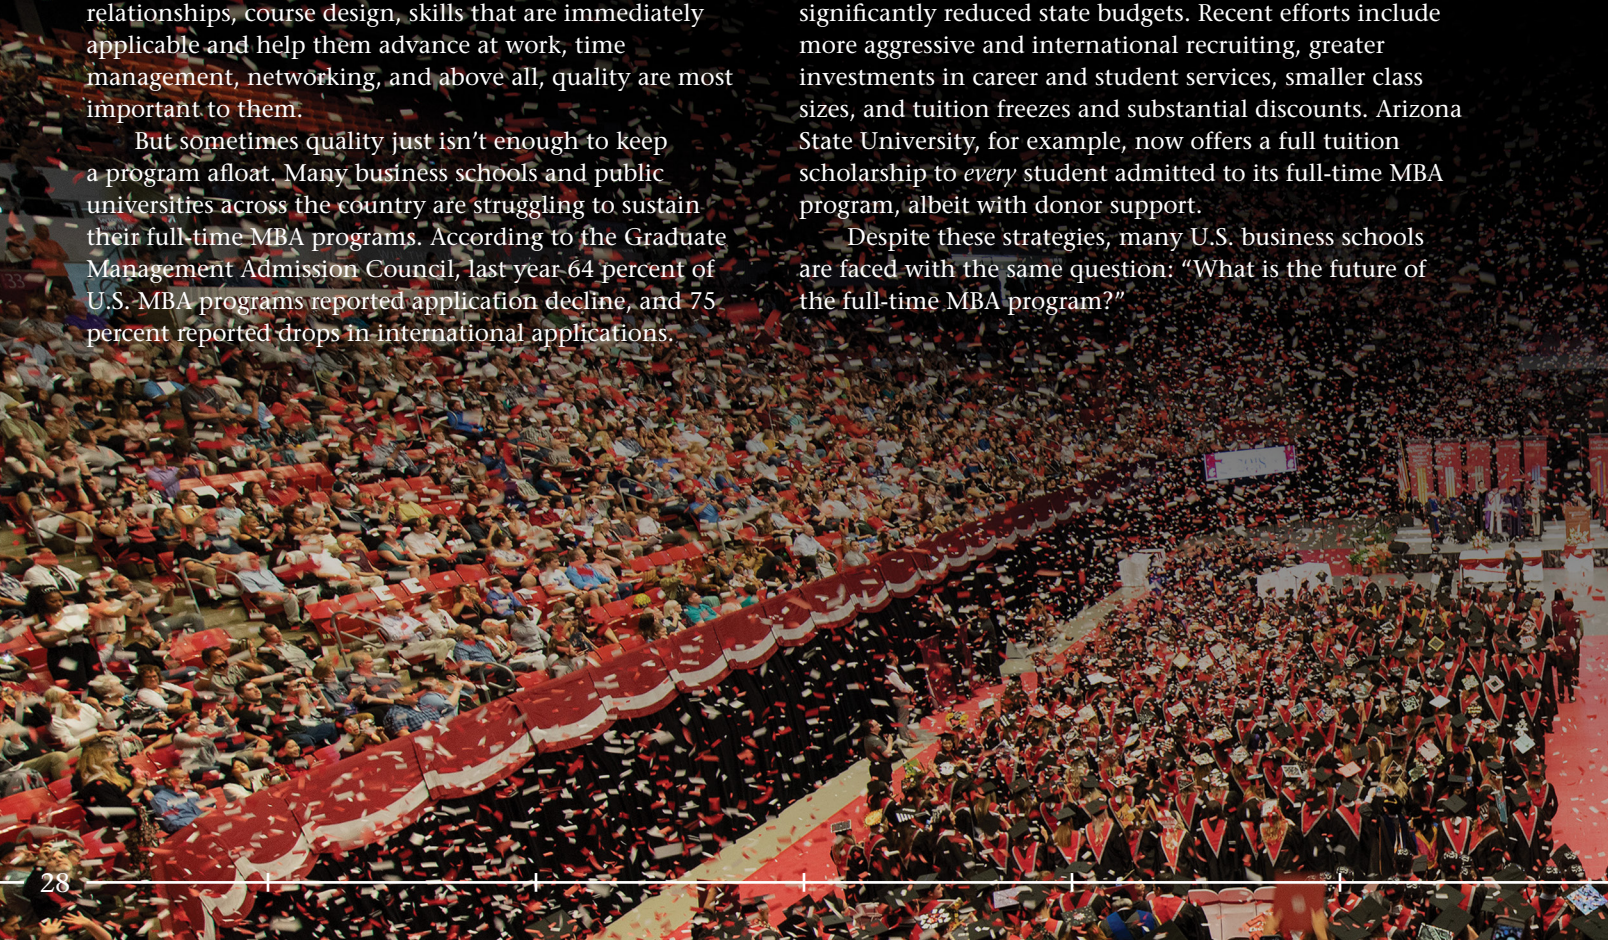 relationships, course design, skills that are immediately
applicable and help them advance at work, time
management, networking, and above all, quality are most
important to them.
But sometimes quality just isn’t enough to keep
a program afloat. Many business schools and public
universities across the country are struggling to sustain
their full-time MBA programs. According to the Graduate
Management Admission Council, last year 64 percent of
U.S. MBA programs reported application decline, and 75
percent reported drops in international applications.
significantly reduced state budgets. Recent efforts include
more aggressive and international recruiting, greater
investments in career and student services, smaller class
sizes, and tuition freezes and substantial discounts. Arizona
State University, for example, now offers a full tuition
scholarship to every student admitted to its full-time MBA
program, albeit with donor support.
Despite these strategies, many U.S. business schools
are faced with the same question: “What is the future of
the full-time MBA program?”
33
28